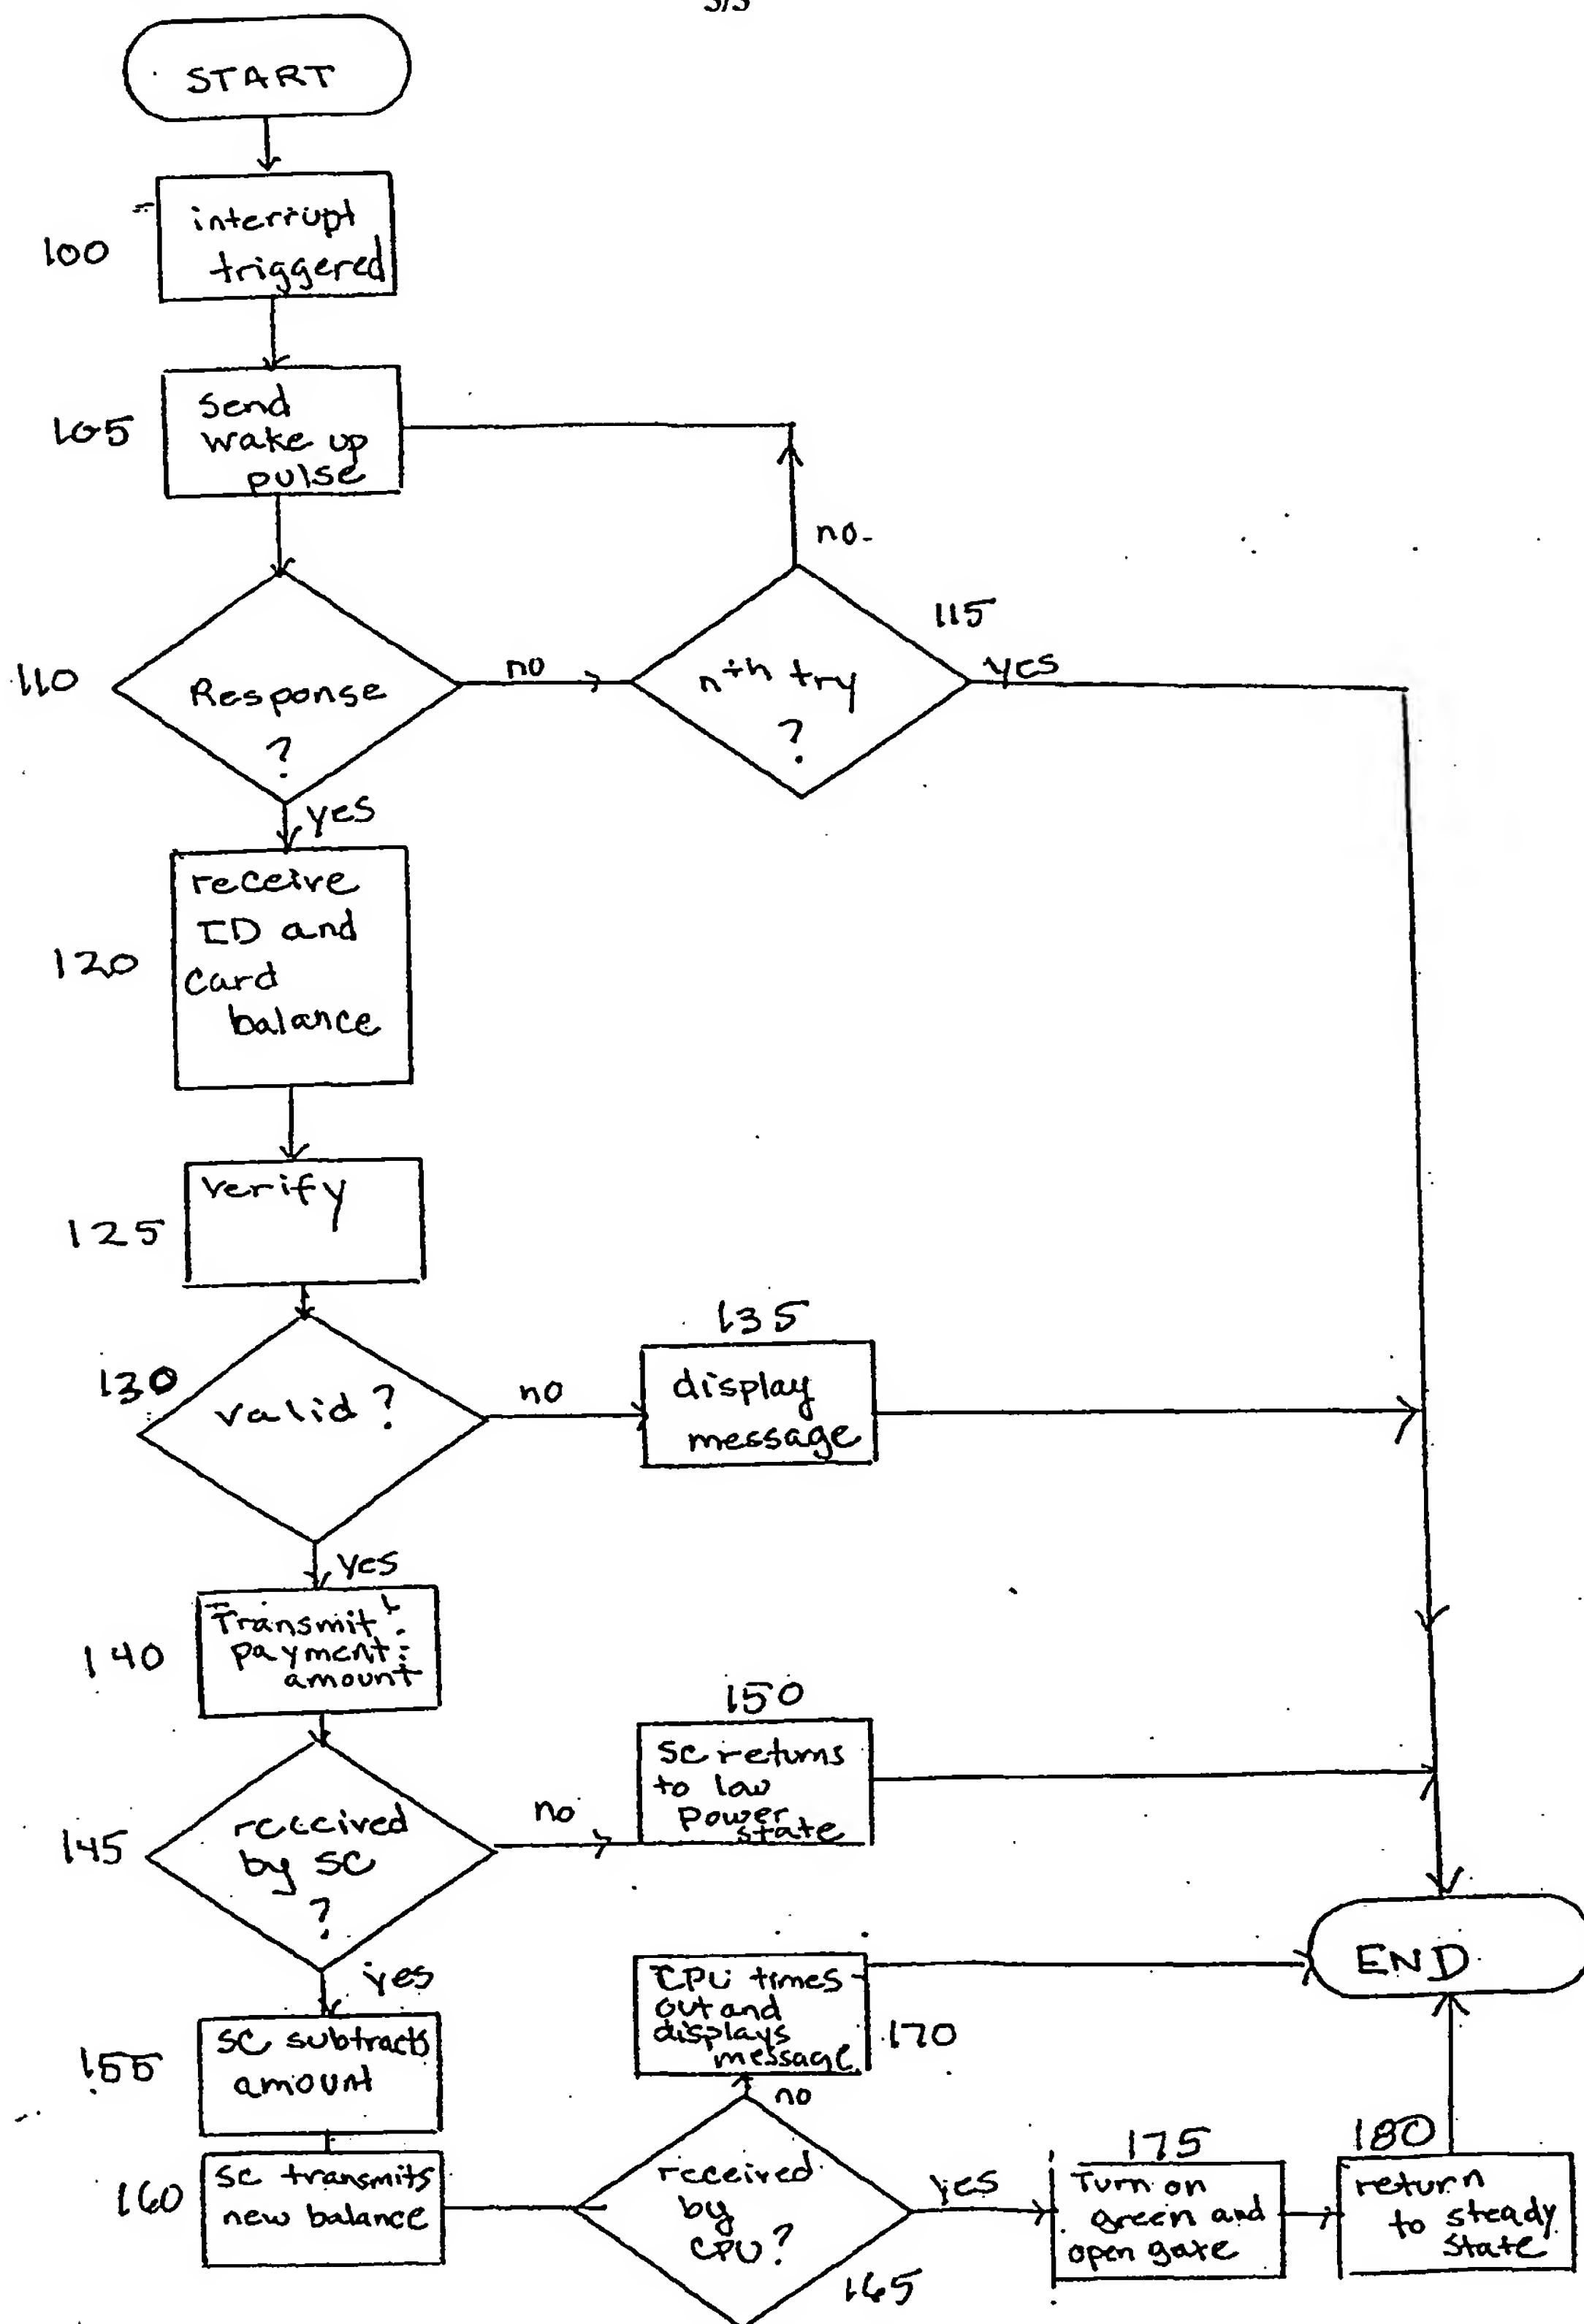 START
100
interrupt
triggered
105
Send
wake up
pulse
no
115
110
Response
?
no
nth try
?
yes
yes
120
receive
ID and
Card
balance
125
verify
135
130
valid ?
no
display
message
yes
140
Transmit
payment
amount
150
145
received
by SC
?
no
SC returns
to low
power
state
yes
END
155
SC subtracts
amount
CPU times
out and
displays
message
170
no
160
SC transmits
new balance
received
by
CPU?
165
yes
175
Turn on
green and
open gate
180
return
to steady
state